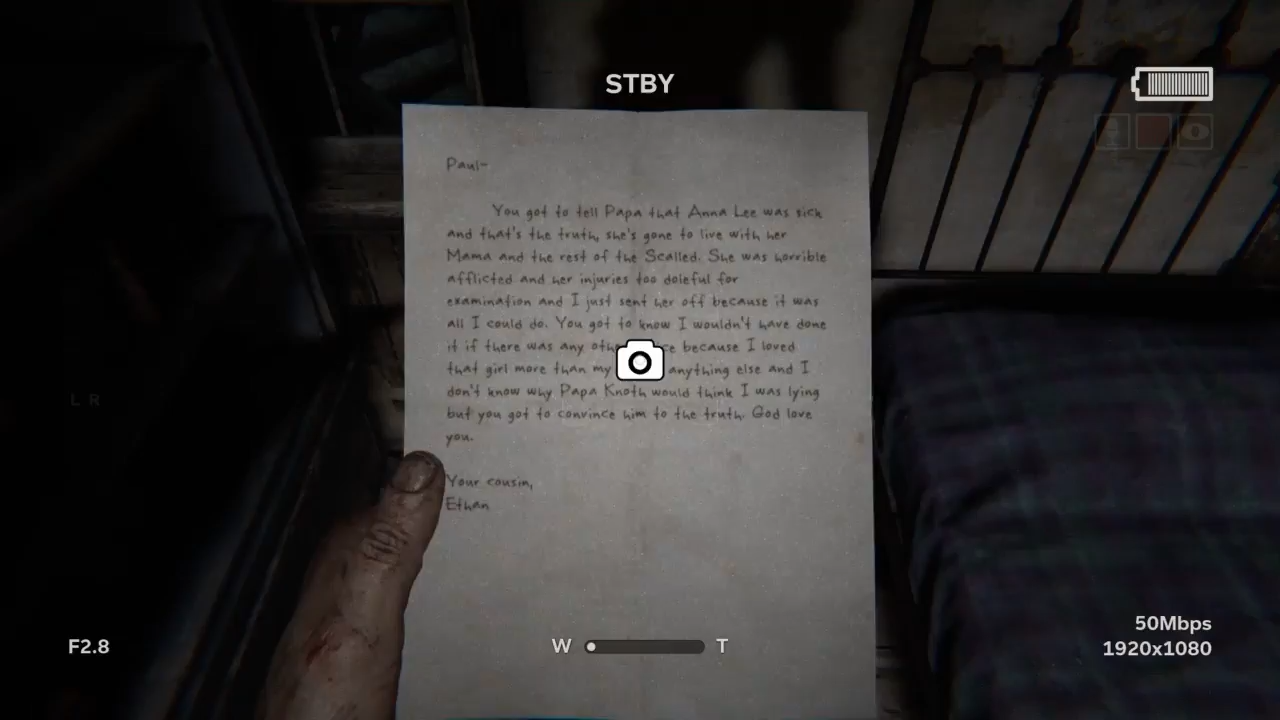 STBY
Paul-
You got to tell Papa that Anna Lee was sick
and that's the truth, she's gone to live with her
Mama and the rest of the Scalled. She was horrible
afflicted and her injuries too doleful for
examination and I just sent her off because it was
all I could do. You got to know I wouldn't have done
it if there was any because I loved
that girl more than my anything else and I
don't know why Papa Knoth would think I was lying
but you got to convince him to the truth. God love
you.
Your cousin,
Ethan
L R
F2.8
W T
50Mbps
1920x1080